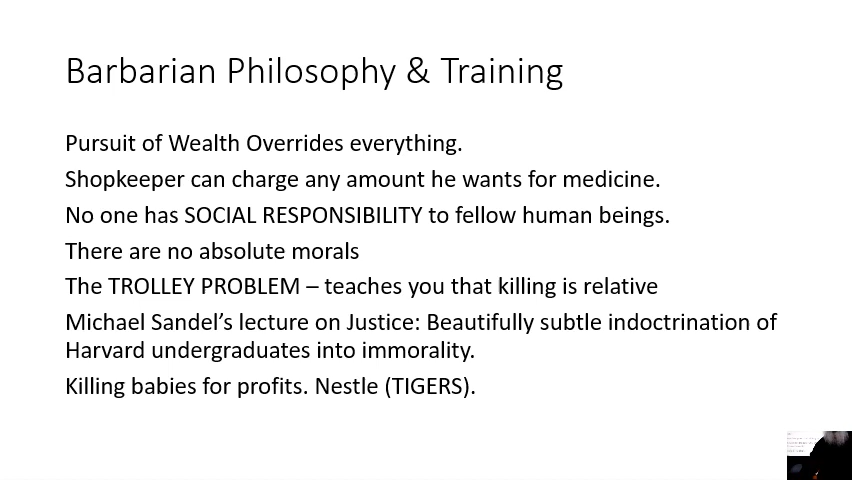 Barbarian Philosophy & Training
Pursuit of Wealth Overrides everything.
Shopkeeper can charge any amount he wants for medicine.
No one has SOCIAL RESPONSIBILITY to fellow human beings.
There are no absolute morals
The TROLLEY PROBLEM – teaches you that killing is relative
Michael Sandel’s lecture on Justice: Beautifully subtle indoctrination of
Harvard undergraduates into immorality.
Killing babies for profits. Nestle (TIGERS).